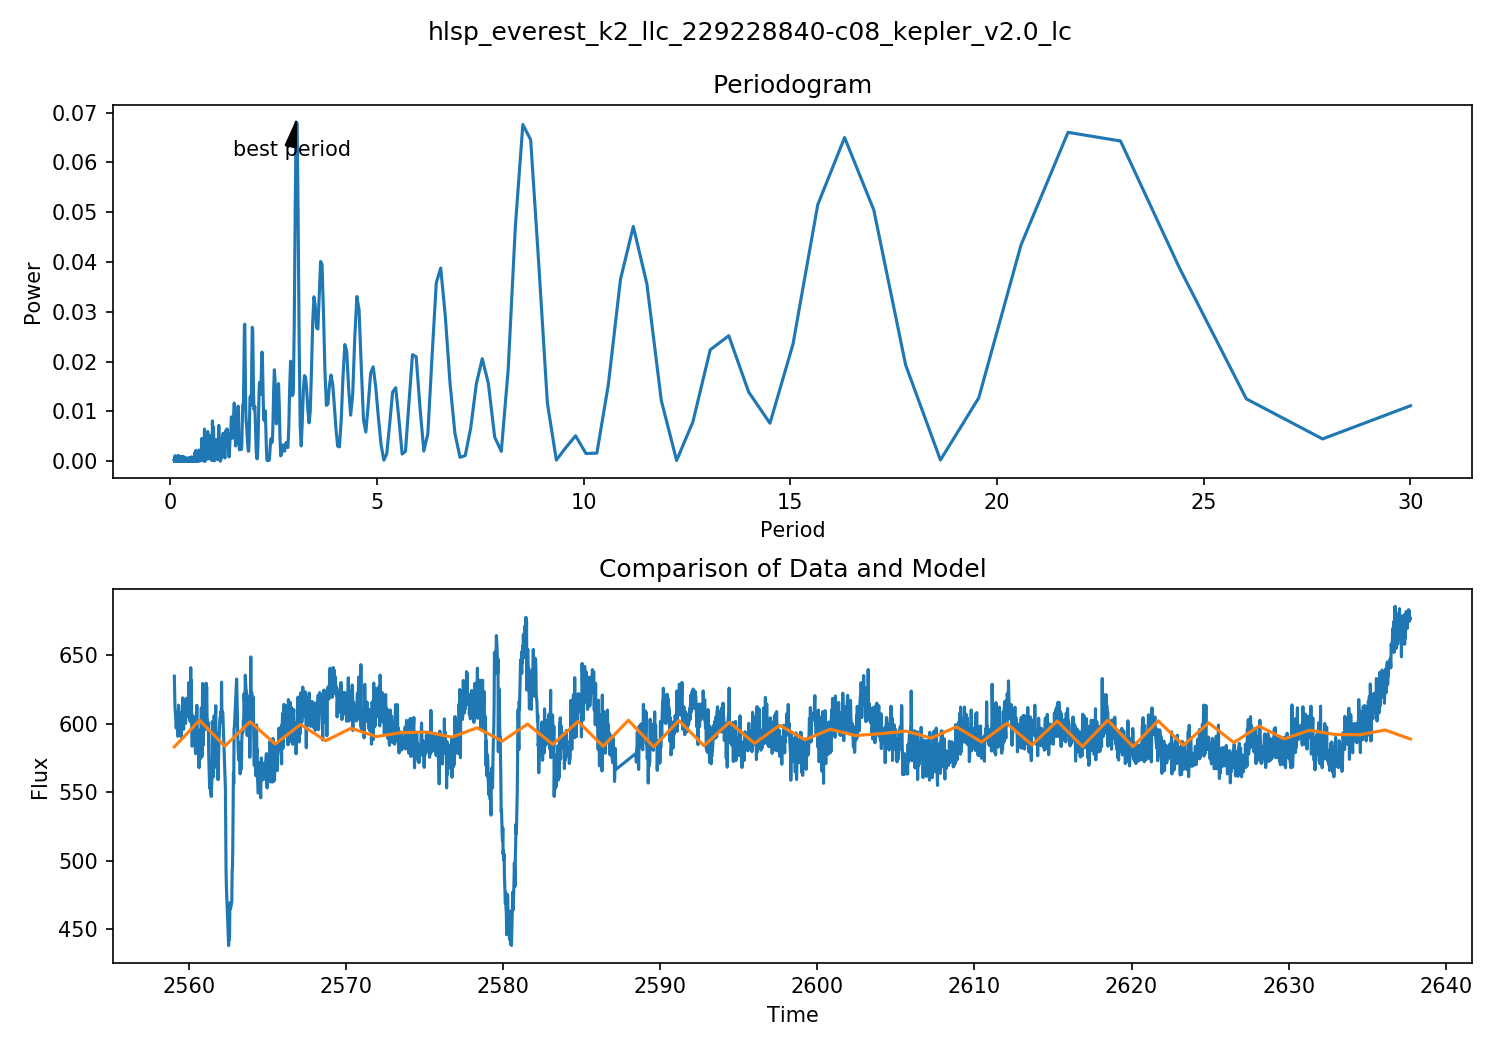 hlsp_everest_k2_llc_229228840-c08_kepler_v2.0_lc
Periodogram
0.07
0.06
0.05
0.04
0.03
0.02
0.01
0.00
Power
best period
0 5 10 15 20 25 30
Period
Comparison of Data and Model
650
600
550
500
450
Flux
2560 2570 2580 2590 2600 2610 2620 2630 2640
Time